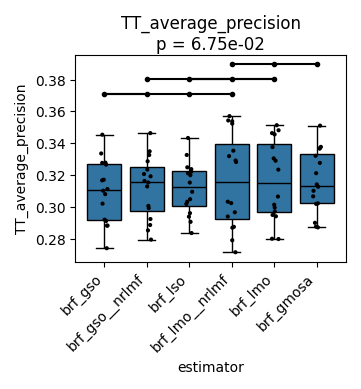 TT_average_precision
p = 6.75e-02
TT_average_precision
0.38
0.36
0.34
0.32
0.30
0.28
brf_gso
brf_gso__nrlmf
brf_lso
brf_lmo__nrlmf
brf_lmo
brf_gmosa
estimator